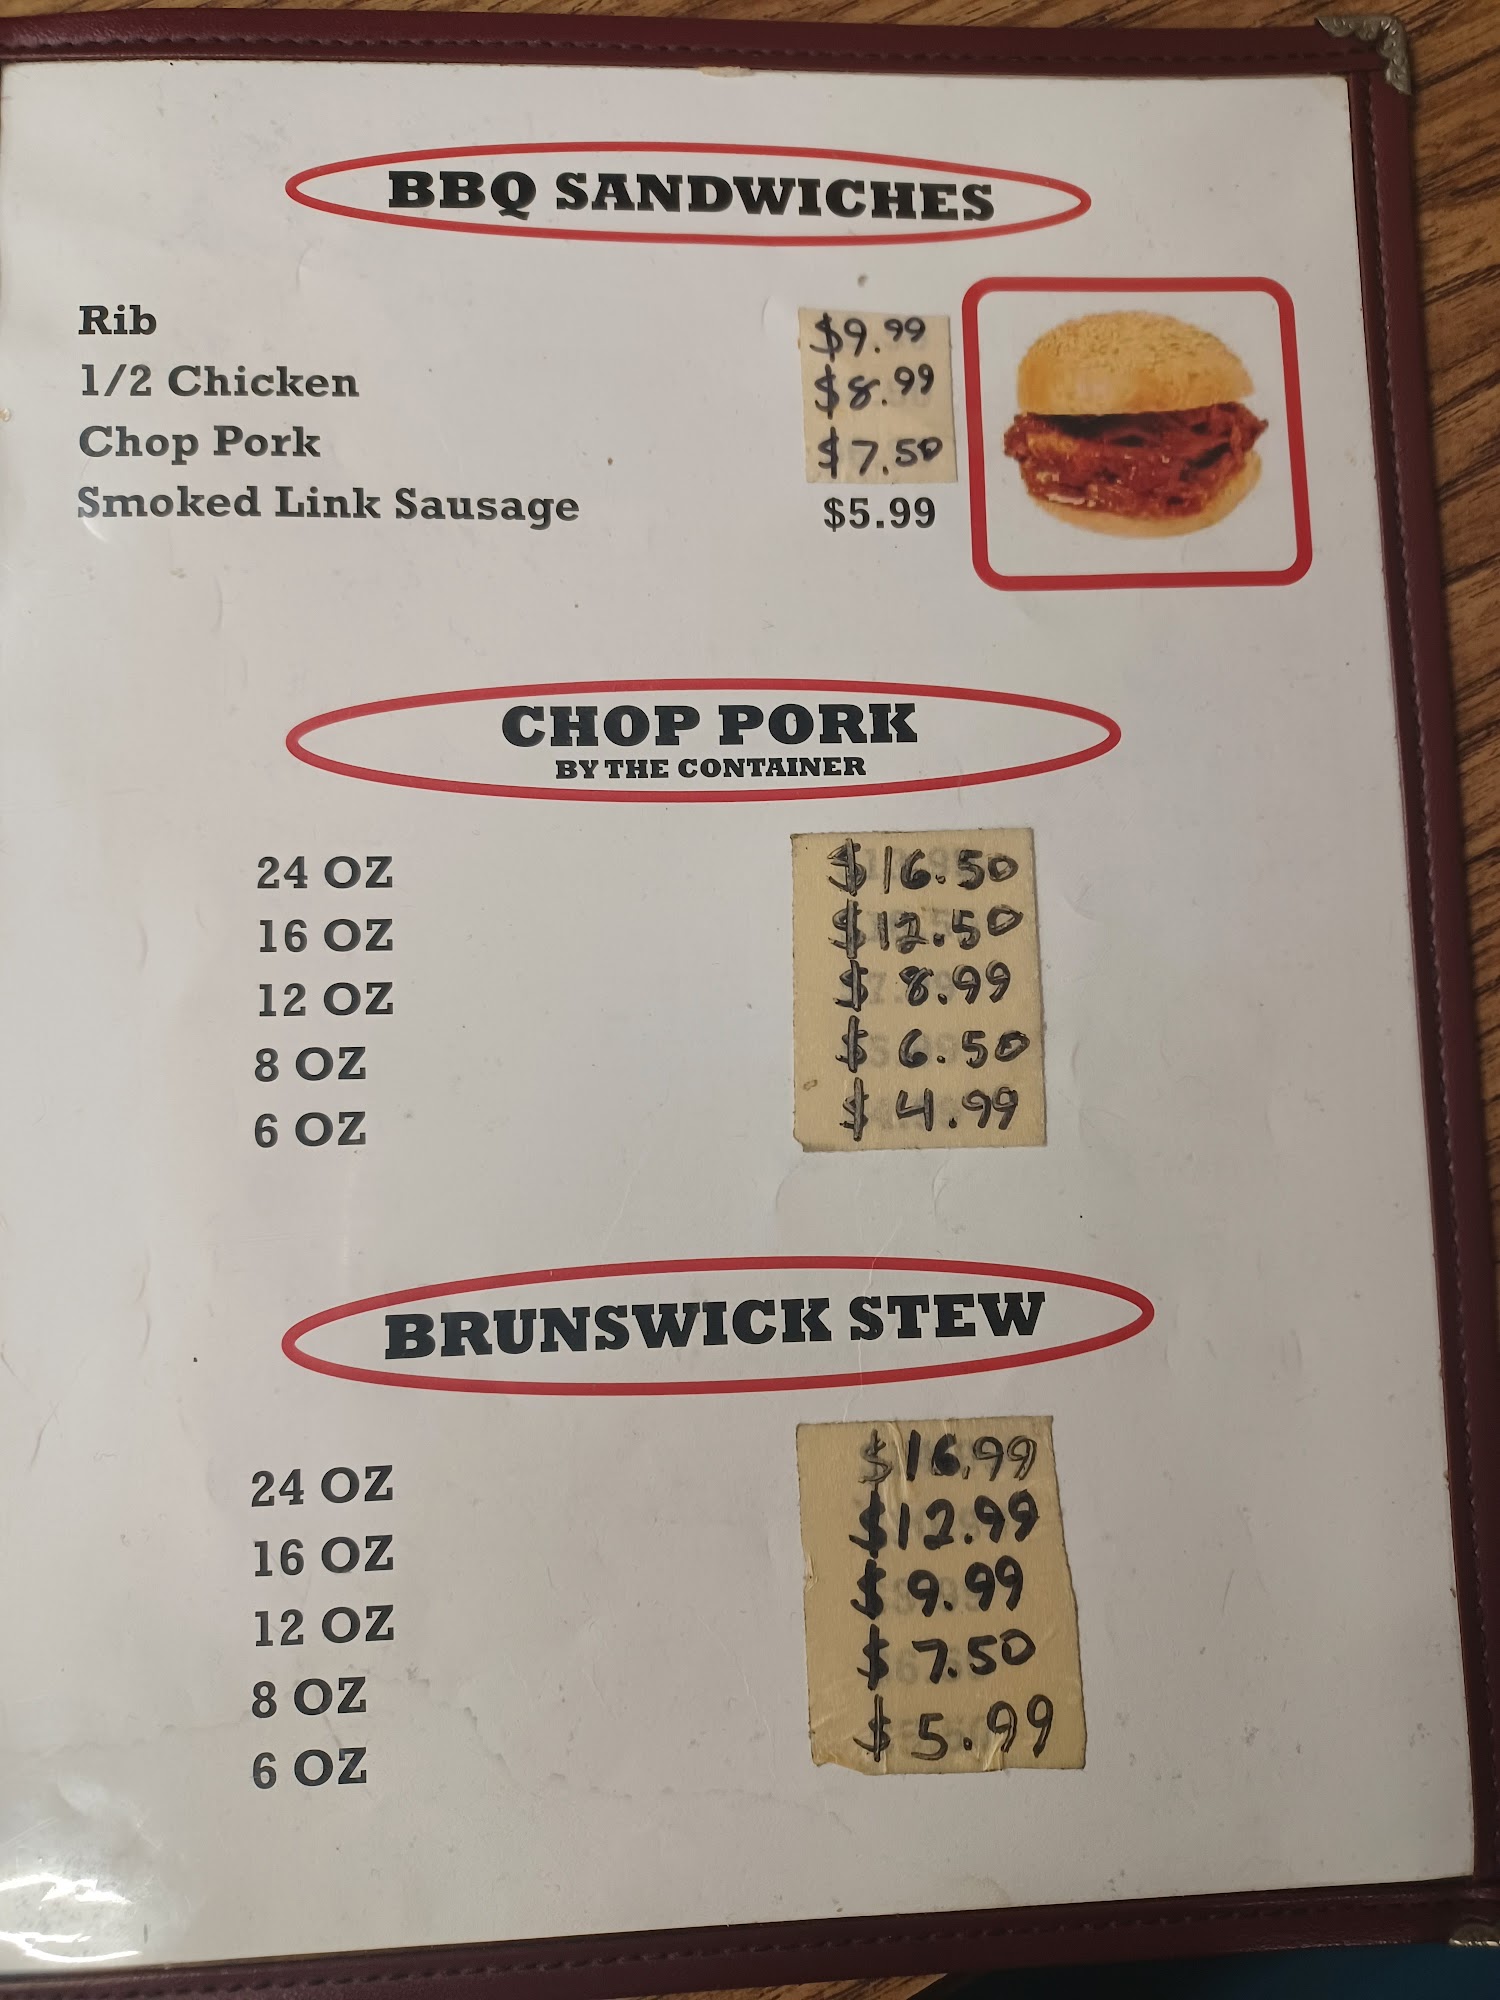 BBQ SANDWICHES
Rib $9.99
1/2 Chicken $8.99
Chop Pork $7.50
Smoked Link Sausage $5.99
CHOP PORK
BY THE CONTAINER
24 OZ $16.50
16 OZ $12.50
12 OZ $8.99
8 OZ $6.50
6 OZ $4.99
BRUNSWICK STEW
24 OZ $16.99
16 OZ $12.99
12 OZ $9.99
8 OZ $7.50
6 OZ $5.99